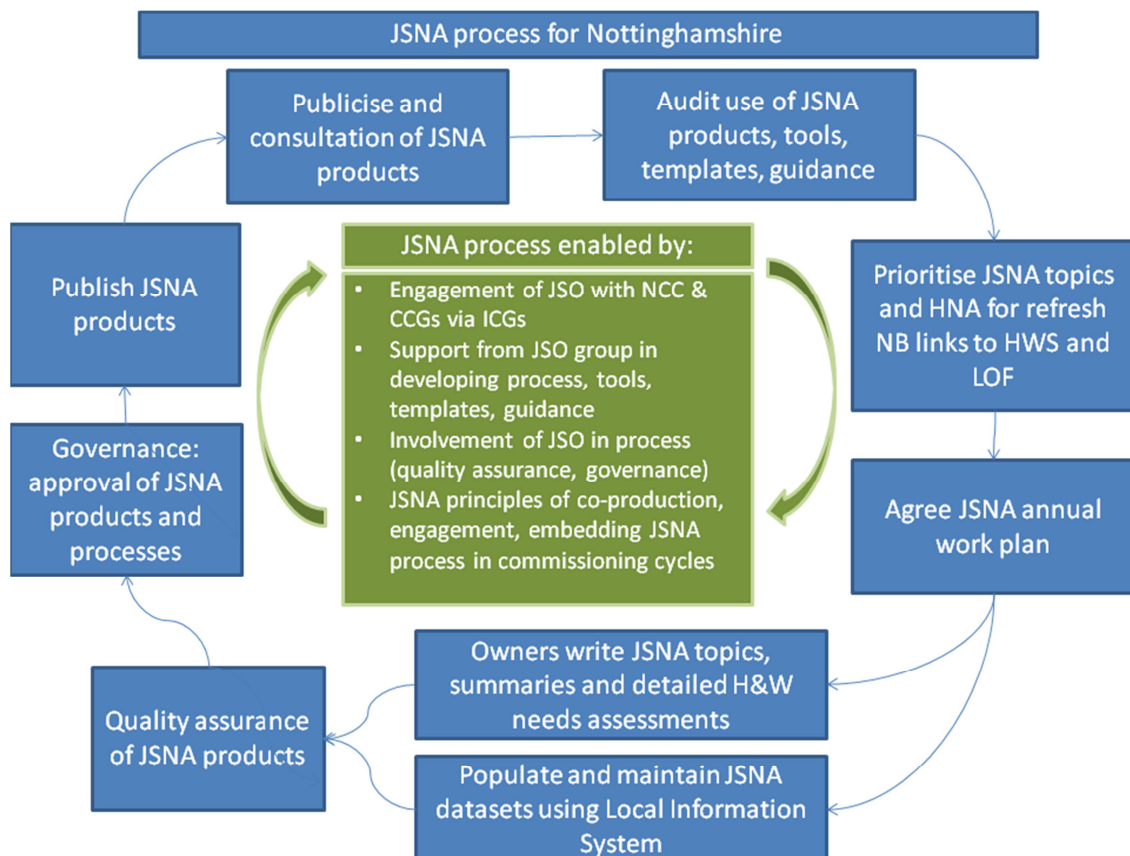 JSNA process for Nottinghamshire
Publicise and
consultation of JSNA
products
Audit use of JSNA
products, tools,
templates, guidance
Publish JSNA
products
JSNA process enabled by:
• Engagement of JSO with NCC &
CCGs via ICGs
• Support from JSO group in
developing process, tools,
templates, guidance
• Involvement of JSO in process
(quality assurance, governance)
• JSNA principles of co-production,
engagement, embedding JSNA
process in commissioning cycles
Prioritise JSNA topics
and HNA for refresh
NB links to HWS and
LOF
Governance:
approval of JSNA
products and
processes
Agree JSNA annual
work plan
Owners write JSNA topics,
summaries and detailed H&W
needs assessments
Quality assurance
of JSNA products
Populate and maintain JSNA
datasets using Local Information
System